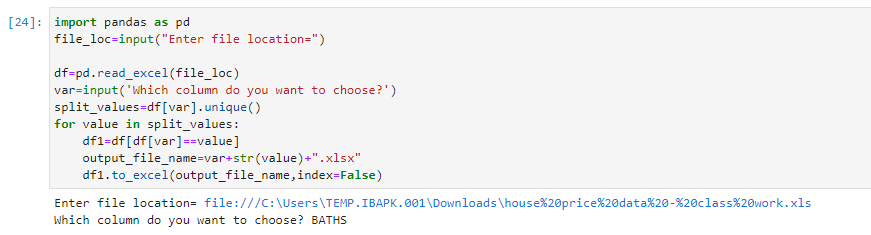 [24]: import pandas as pd
file_loc=input("Enter file location=")
df=pd.read_excel(file_loc)
var=input('Which column do you want to choose?')
split_values=df[var].unique()
for value in split_values:
    df1=df[df[var]==value]
    output_file_name=var+str(value)+".xlsx"
    df1.to_excel(output_file_name,index=False)
Enter file location= file:///C:\Users\TEMP.IBAPK.001\Downloads\house%20price%20data%20-%20class%20work.xls
Which column do you want to choose? BATHS